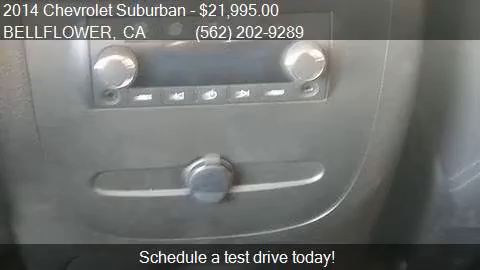 2014 Chevrolet Suburban - $21,995.00
BELLFLOWER, CA (562) 202-9289
Schedule a test drive today!